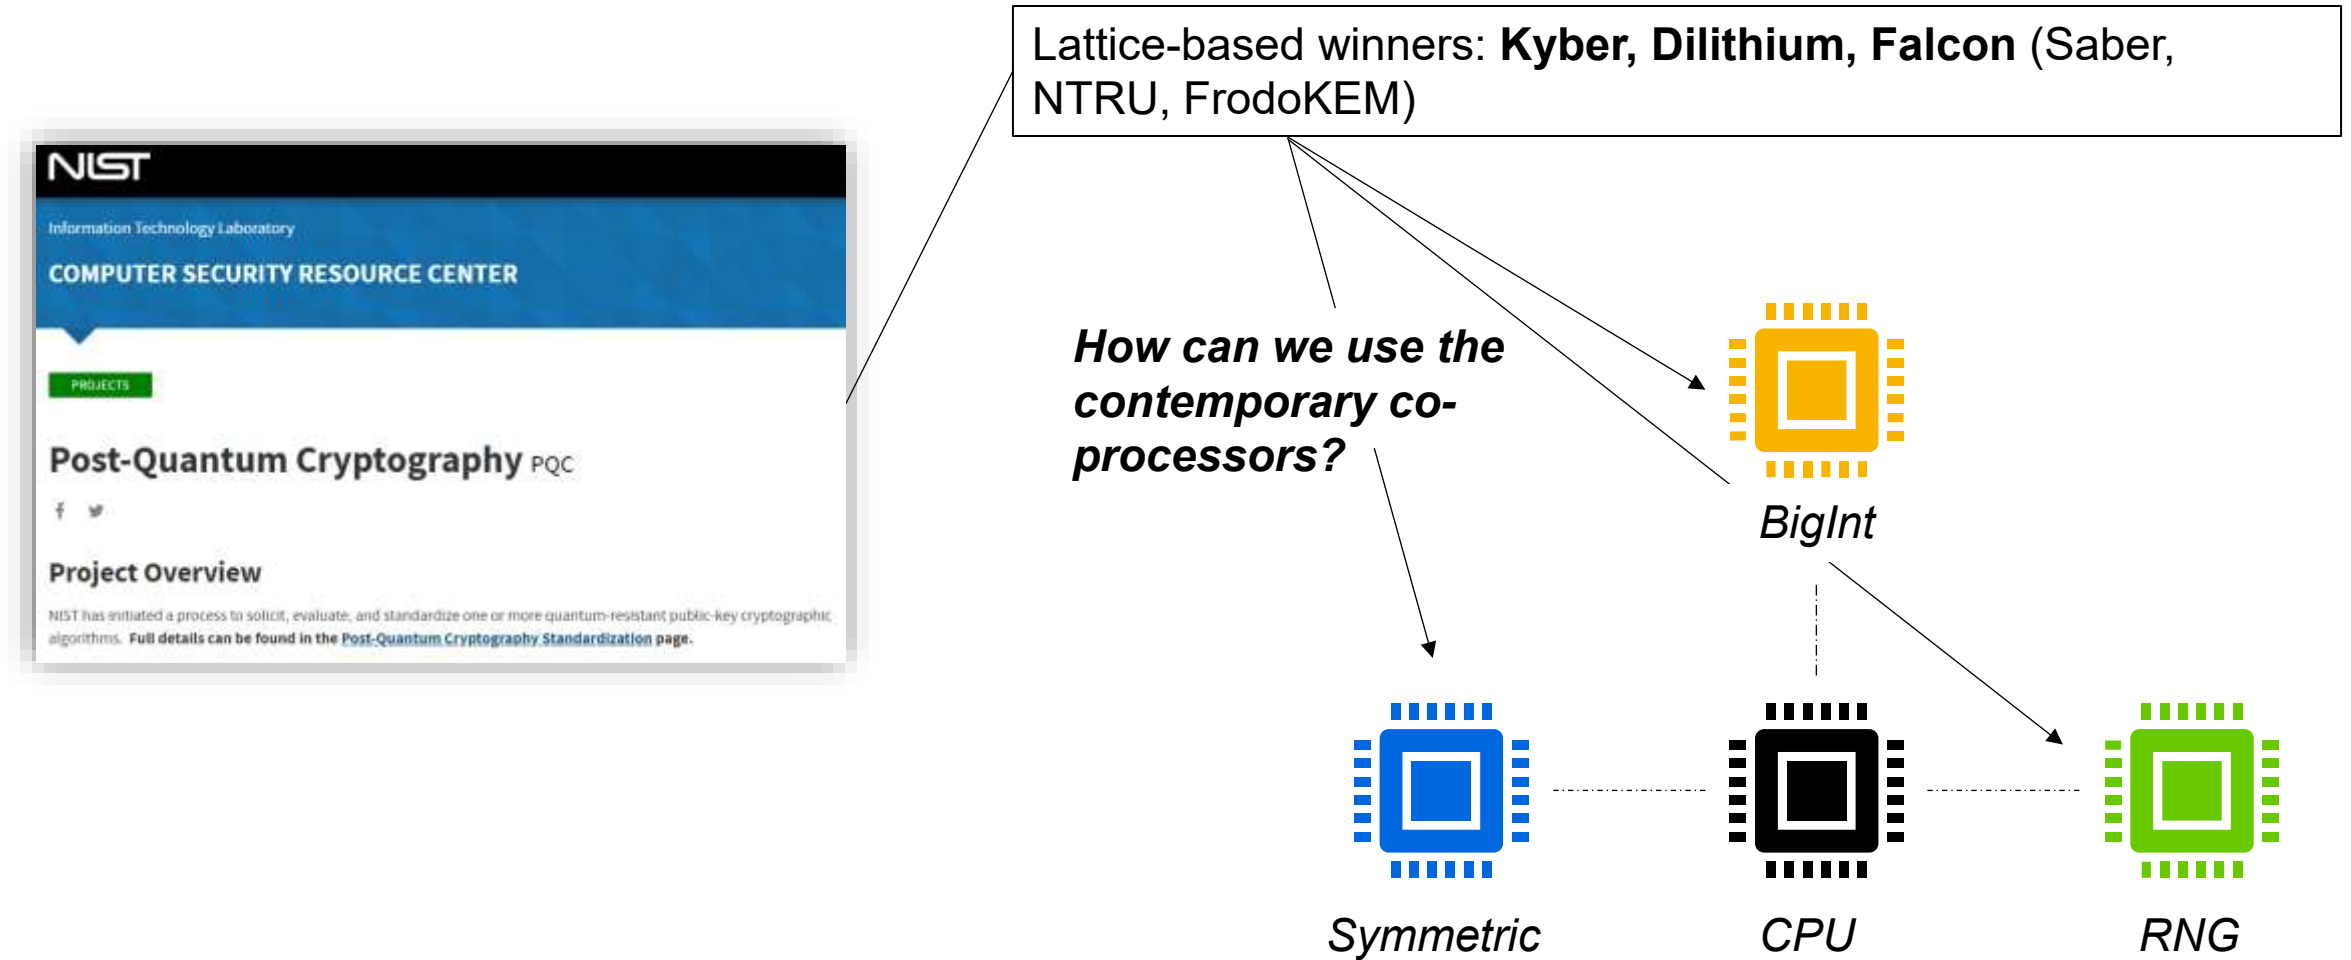 Lattice-based winners: Kyber, Dilithium, Falcon (Saber,
NTRU, FrodoKEM)
NIST
Information Technology Laboratory
COMPUTER SECURITY RESOURCE CENTER
PROJECTS
Post-Quantum Cryptography PQC
Project Overview
NIST has initiated a process to solicit, evaluate, and standardize one or more quantum-resistant public-key cryptographic
algorithms. Full details can be found in the Post-Quantum Cryptography Standardization page.
How can we use the
contemporary co-
processors?
BigInt
Symmetric
CPU
RNG